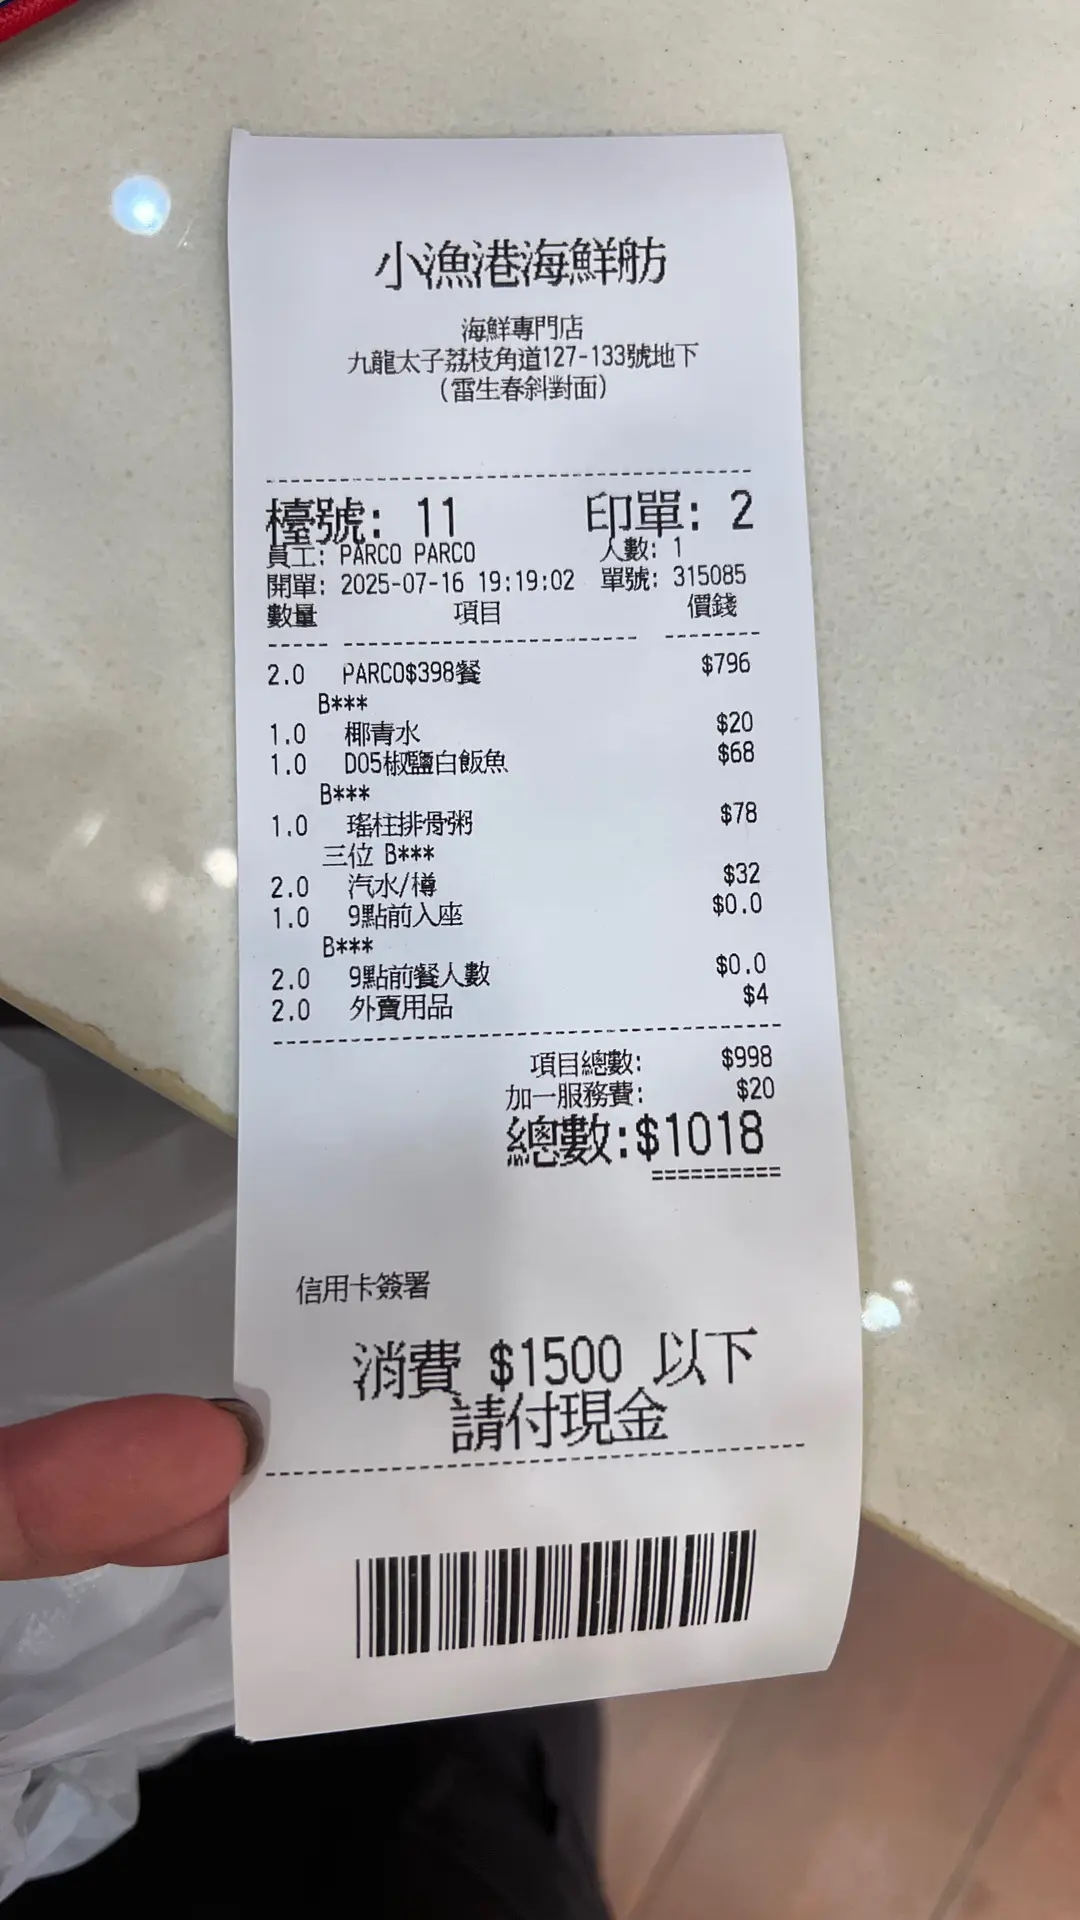 小漁港海鮮舫
海鮮專門店
九龍太子荔枝角道127-133號地下
(雷生春斜對面)
檯號: 11 印單: 2
員工: PARCO PARCO 人數: 1
開單: 2025-07-16 19:19:02 單號: 315085
數量 項目 價錢
2.0 PARCO$398餐 $796
B***
1.0 椰青水 $20
1.0 D05椒鹽白飯魚 $68
B***
1.0 瑤柱排骨粥 $78
三位 B***
2.0 汽水/樽 $32
1.0 9點前入座 $0.0
B***
2.0 9點前餐人數 $0.0
2.0 外賣用品 $4
項目總數: $998
加一服務費: $20
總數:$1018
==========
信用卡簽署
消費 $1500 以下
請付現金